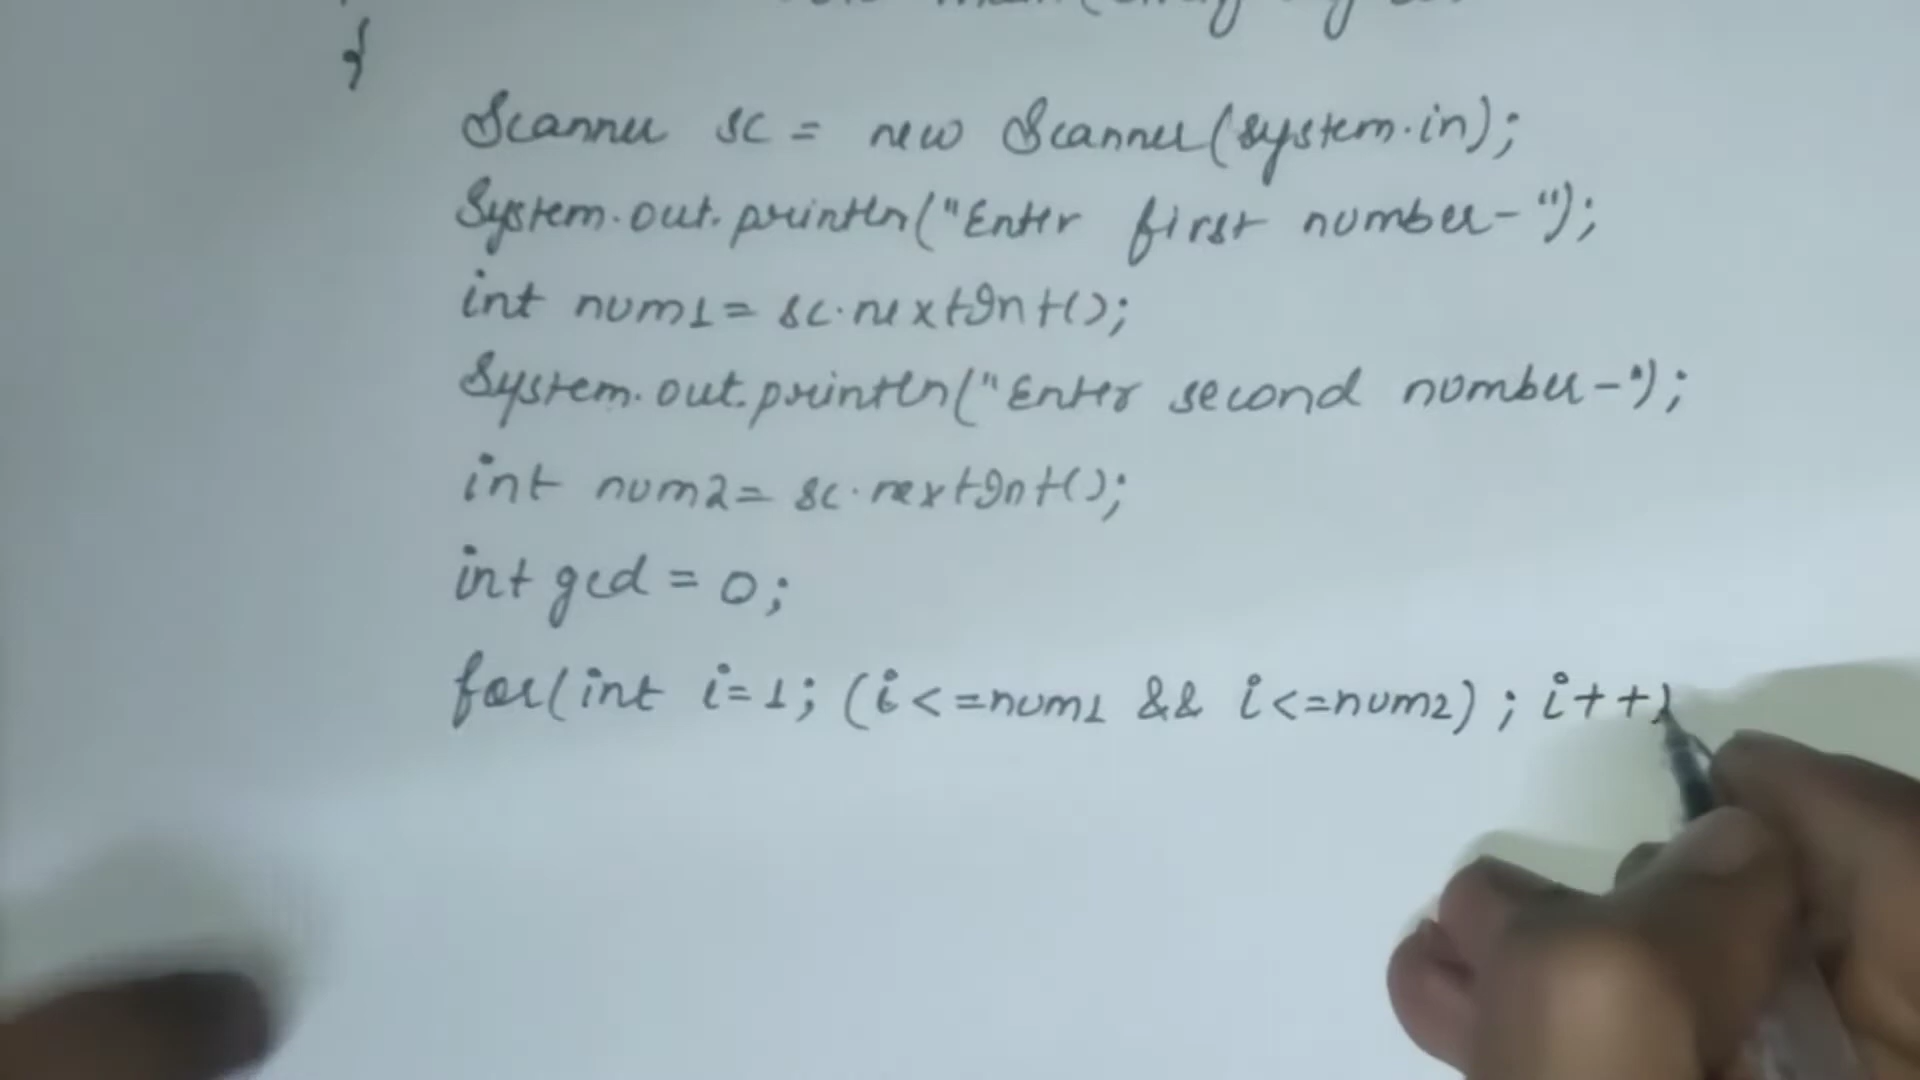 main(
{
Scanner sc = new Scanner(system.in);
System.out.println("Enter first number-");
int num1= sc.nextInt();
System.out.println("Enter second number-");
int num2= sc.nextInt();
int gcd = 0;
for(int i=1; (i<=num1 && i<=num2) ; i++)